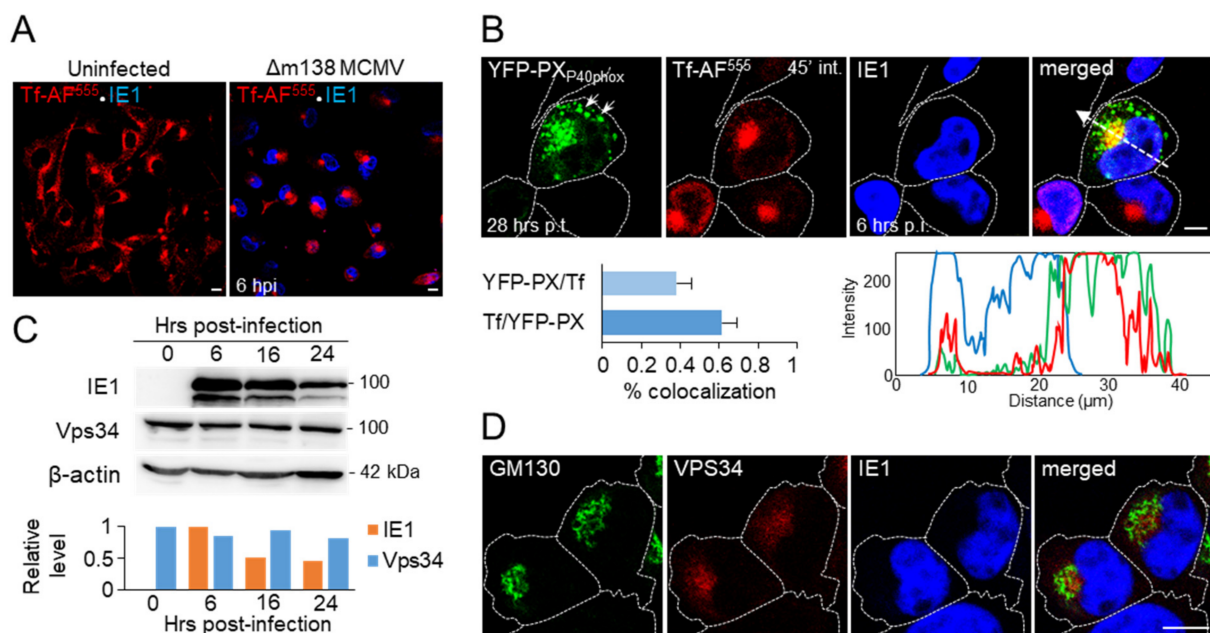 A
Uninfected
Δm138 MCMV
Tf-AF555 • IE1
Tf-AF555 • IE1
6 hpi
B
YFP-PXP40phox
28 hrs p.t.
Tf-AF555
45' int.
IE1
6 hrs p.i.
merged
YFP-PX/Tf
Tf/YFP-PX
0 0.2 0.4 0.6 0.8 1
% colocalization
Intensity
200
100
0
0 10 20 30 40
Distance (µm)
C
Hrs post-infection
0 6 16 24
IE1
- 100
Vps34
- 100
β-actin
- 42 kDa
Relative level
1
0.5
0
IE1
Vps34
0 6 16 24
Hrs post-infection
D
GM130
VPS34
IE1
merged